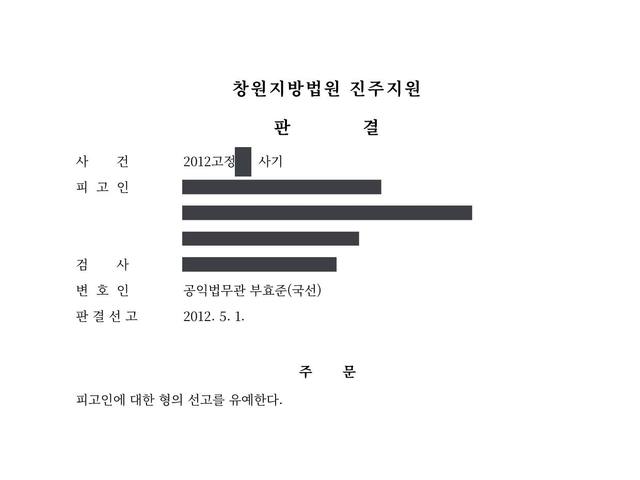 창원지방법원 진주지원
판 결
사 건 2012고정 사기
피 고 인
검 사
변 호 인 공익법무관 부효준(국선)
판 결 선 고 2012. 5. 1.
주 문
피고인에 대한 형의 선고를 유예한다.